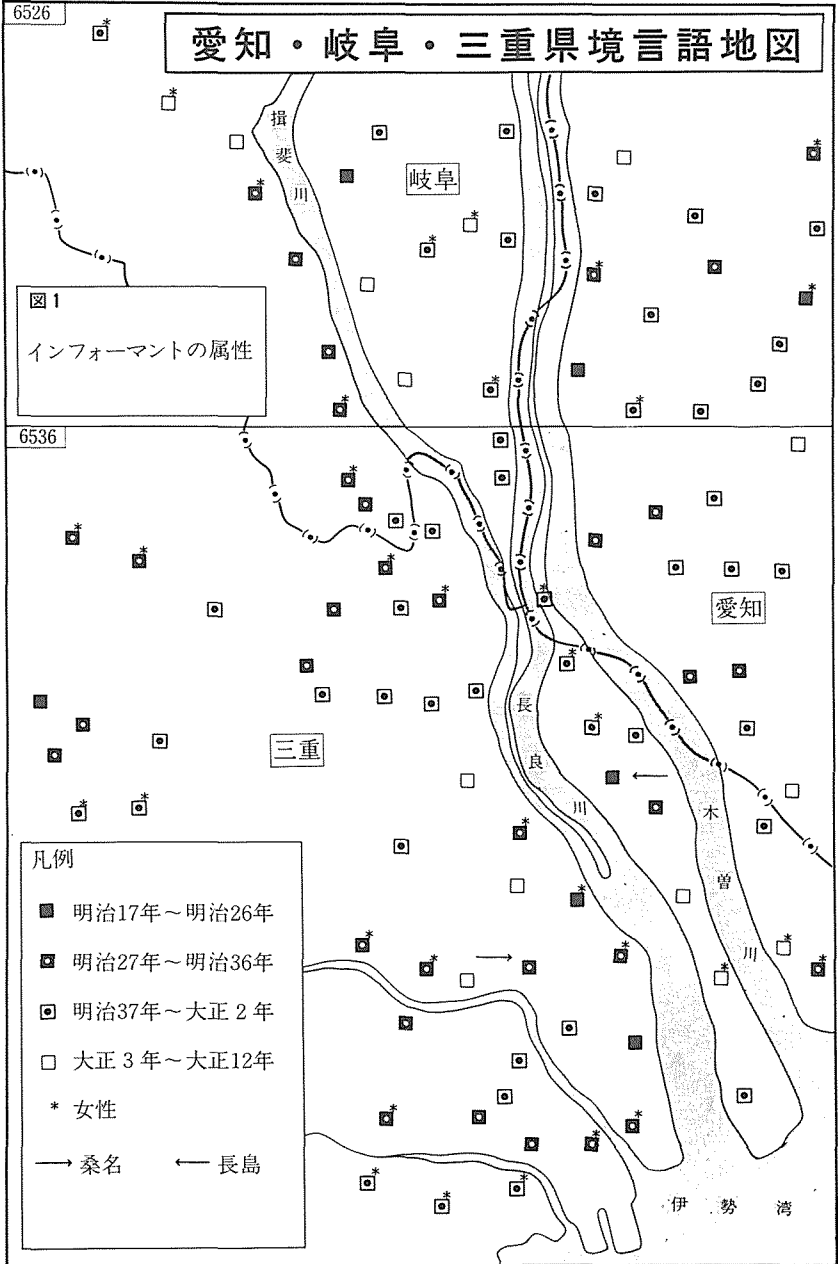 6526
愛知・岐阜・三重県境言語地図
揖斐川
岐阜
図1
インフォーマントの属性
6536
愛知
三重
長良川
木曽川
凡例
明治17年～明治26年
明治27年～明治36年
明治37年～大正2年
大正3年～大正12年
* 女性
→ 桑名 ← 長島
伊勢湾